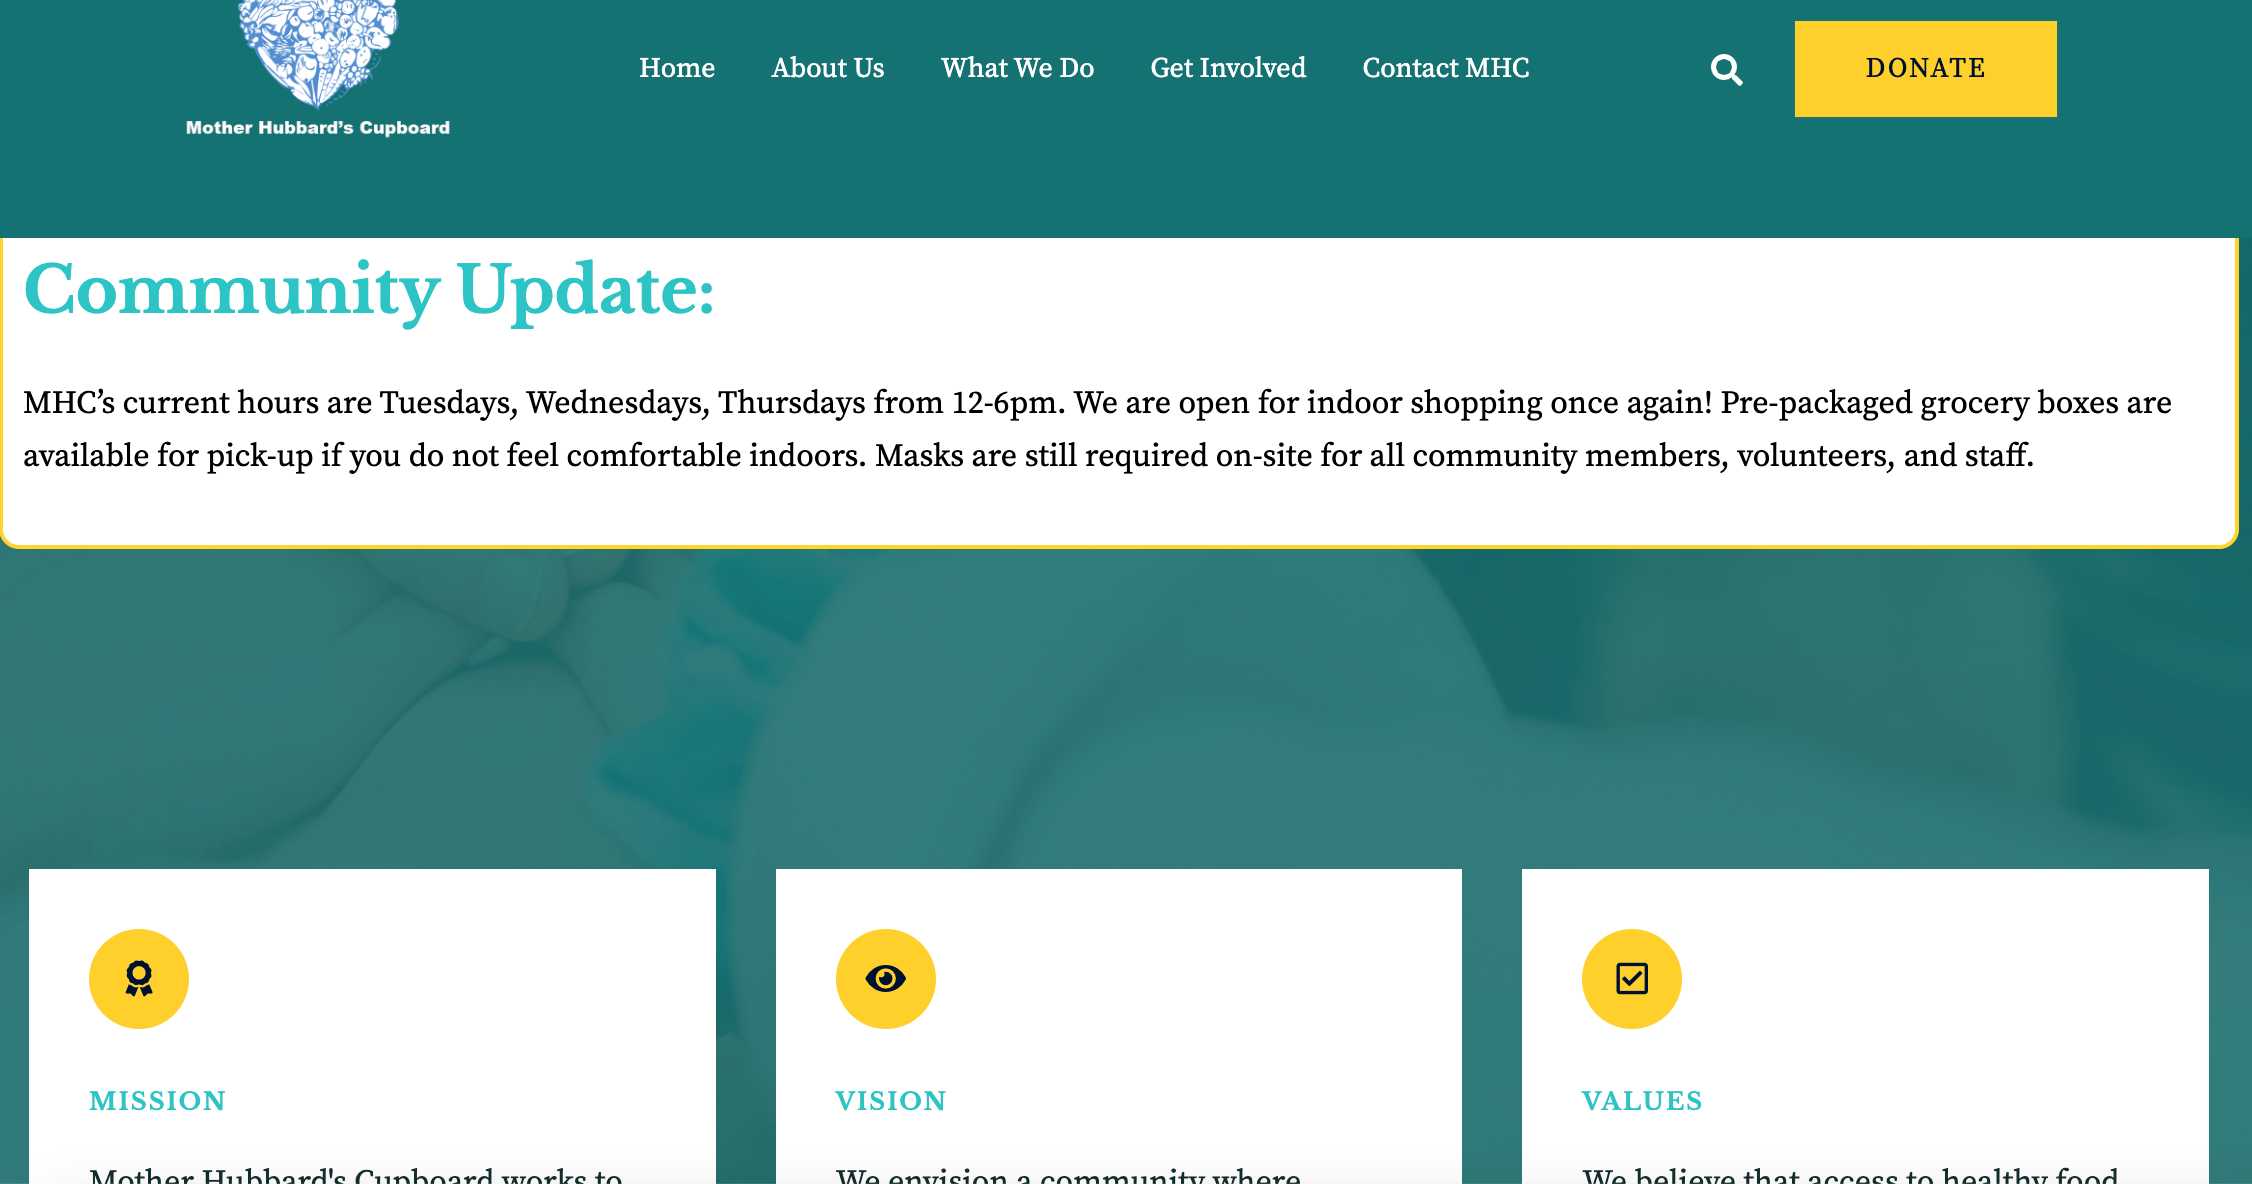 Mother Hubbard’s Cupboard
Home About Us What We Do Get Involved Contact MHC DONATE
Community Update:
MHC’s current hours are Tuesdays, Wednesdays, Thursdays from 12-6pm. We are open for indoor shopping once again! Pre-packaged grocery boxes are
available for pick-up if you do not feel comfortable indoors. Masks are still required on-site for all community members, volunteers, and staff.
MISSION
Mother Hubbard's Cupboard works to
VISION
We envision a community where
VALUES
We believe that access to healthy food